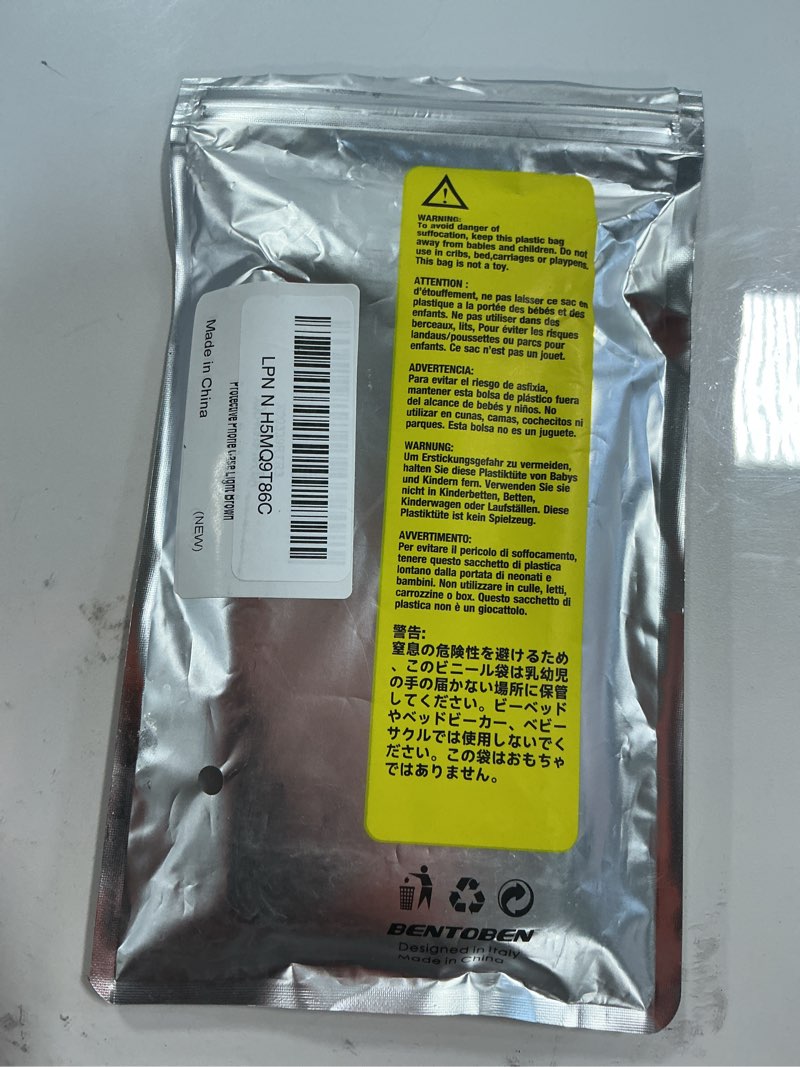 WARNING:
To avoid danger of
suffocation, keep this plastic bag
away from babies and children. Do not
use in cribs, bed,carriages or playpens.
This bag is not a toy.
ATTENTION :
d'étouffement, ne pas laisser ce sac en
plastique a la portée des bébés et des
enfants. Ne pas utiliser dans des
berceaux, lits, Pour éviter les risques
landaus/poussettes ou parcs pour
enfants. Ce sac n'est pas un jouet.
ADVERTENCIA:
Para evitar el riesgo de asfixia,
mantener esta bolsa de plástico fuera
del alcance de bebés y niños. No
utilizar en cunas, camas, cochecitos ni
parques. Esta bolsa no es un juguete.
WARNUNG:
Um Erstickungsgefahr zu vermeiden,
halten Sie diese Plastiktüte von Babys
und Kindern fern. Verwenden Sie sie
nicht in Kinderbetten, Betten,
Kinderwagen oder Laufställen. Diese
Plastiktüte ist kein Spielzeug.
AVVERTIMENTO:
Per evitare il pericolo di soffocamento,
tenere questo sacchetto di plastica
lontano dalla portata di neonati e
bambini. Non utilizzare in culle, letti,
carrozzine o box. Questo sacchetto di
plastica non è un giocattolo.
警告:
窒息の危険性を避けるため
、このビニール袋は乳幼児
の手の届かない場所に保管
してください。ビーベッド
やベッドビーカー、ベビー
サクルでは使用しないでく
ださい。この袋はおもちゃ
ではありません。
LPN N H5MQ9T86C
Protective Phone Case Light Brown
Made in China
(NEW)
BENTOBEN
Designed in Italy
Made in China